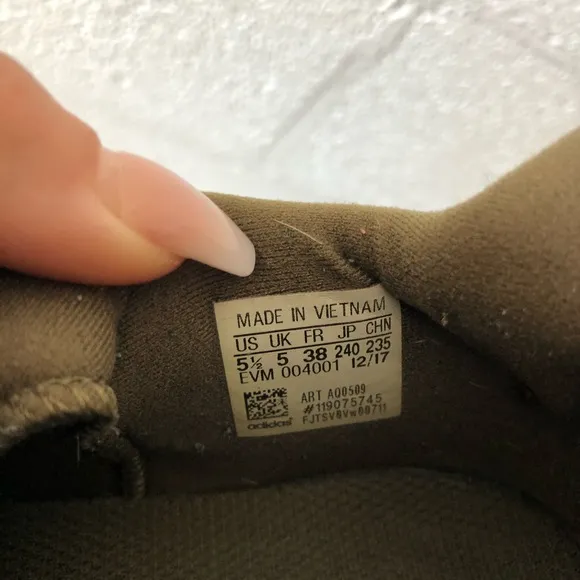 MADE IN VIETNAM
US UK FR JP CHN
5½ 5 38 240 235
EVM 004001 12/17
ART AQ0509
#119075745
adidas